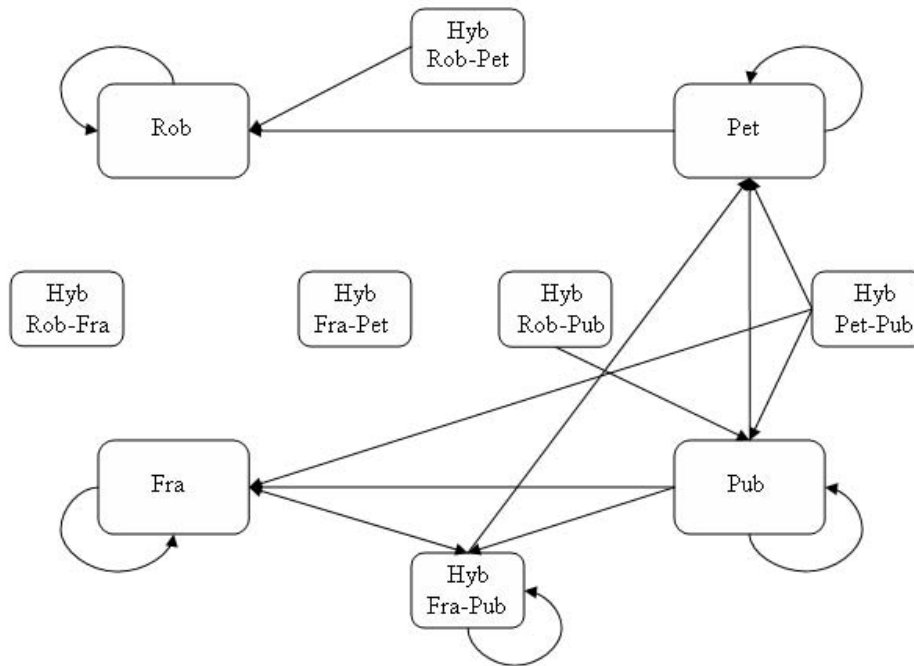 Hyb
Rob-Pet
Rob
Pet
Hyb
Rob-Fra
Hyb
Fra-Pet
Hyb
Rob-Pub
Hyb
Pet-Pub
Fra
Pub
Hyb
Fra-Pub